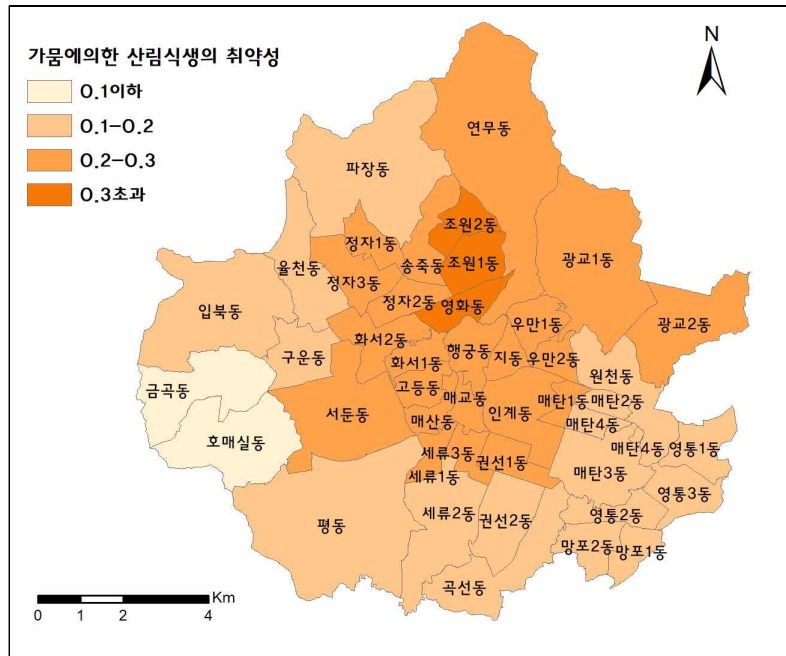 가뭄에의한 산림식생의 취약성
0.1이하
0.1-0.2
0.2-0.3
0.3초과
N
연무동
파장동
조원2동
정자1동
송죽동
조원1동
광교1동
율천동
정자3동
정자2동
영화동
입북동
우만1동
광교2동
화서2동
행궁동
구운동
화서1동
지동
우만2동
원천동
금곡동
고등동
매교동
매탄1동
매탄2동
서둔동
인계동
매산동
매탄4동
호매실동
세류3동
권선1동
매탄4동
영통1동
세류1동
매탄3동
영통3동
평동
세류2동
권선2동
영통2동
망포2동
망포1동
곡선동
Km
0 1 2 4